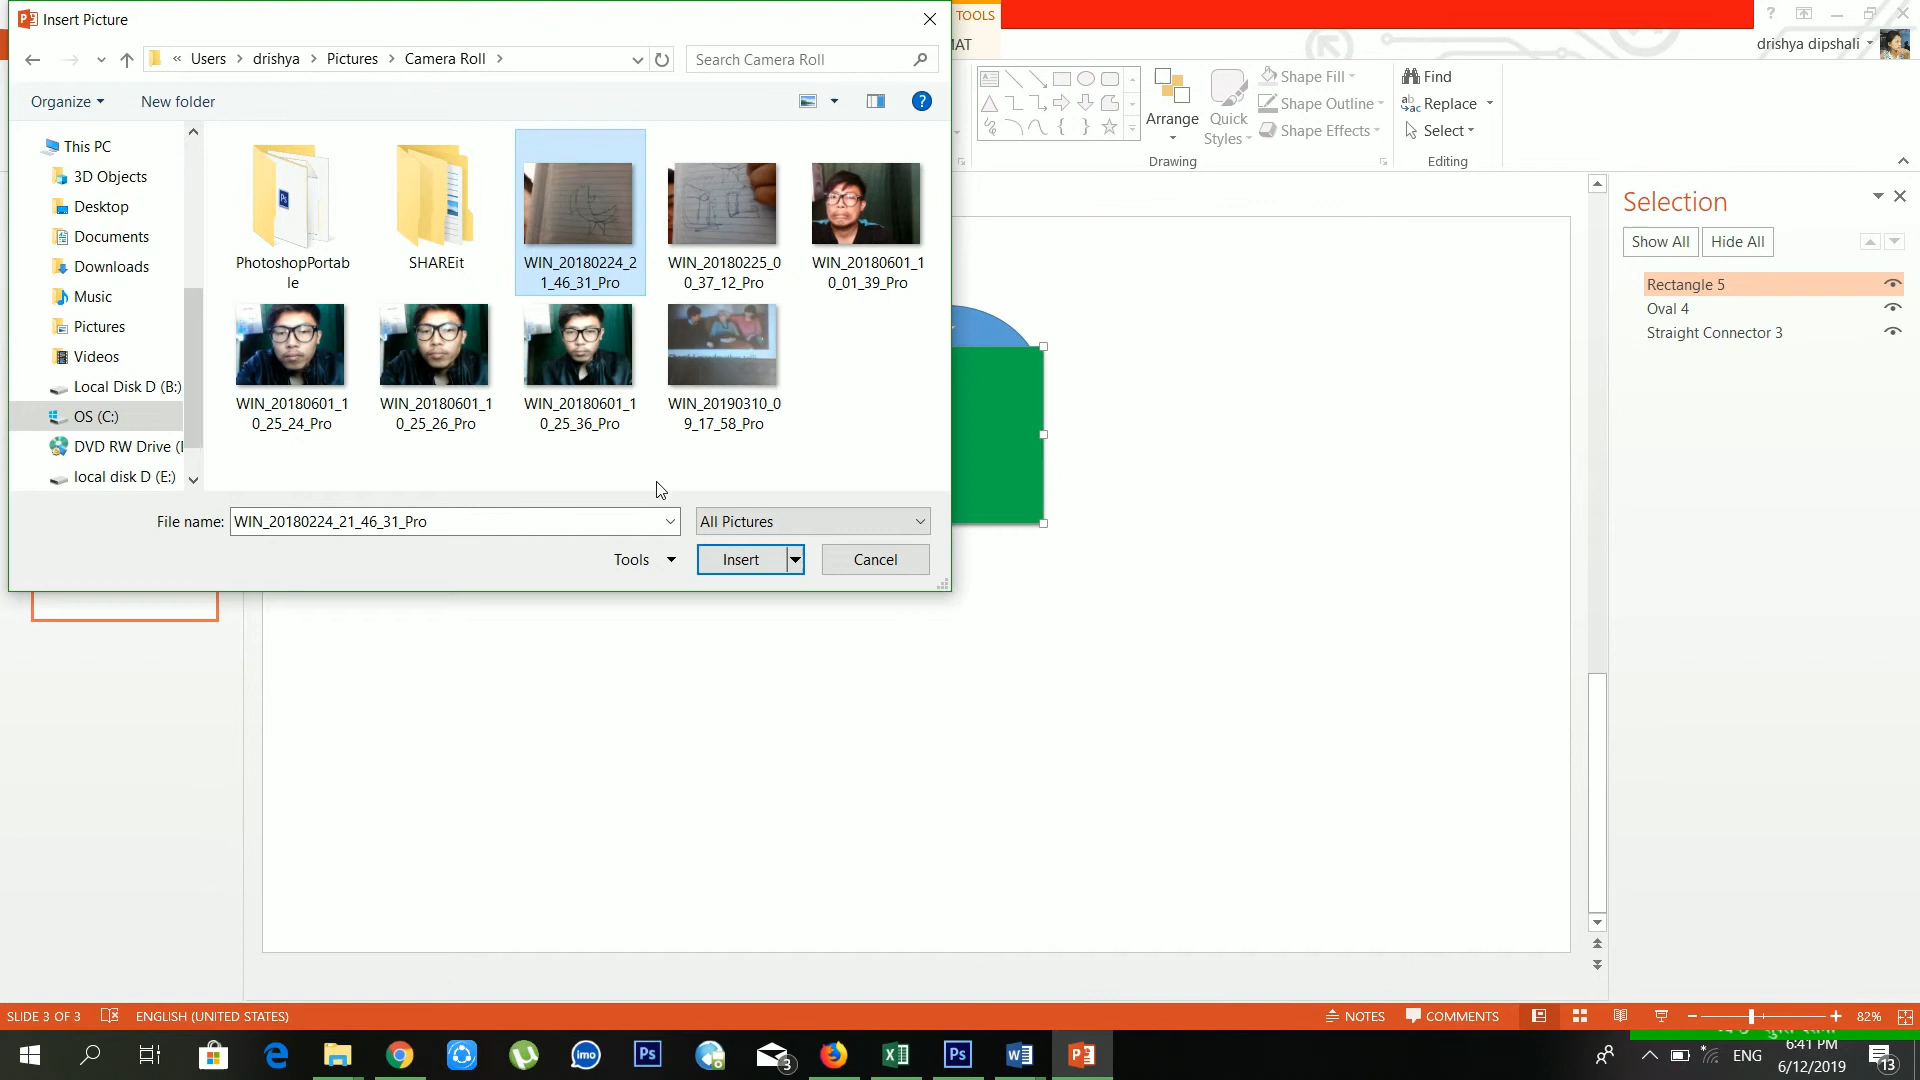 Insert Picture
TOOLS
« Users > drishya > Pictures > Camera Roll >
Search Camera Roll
drishya dipshali
Organize
New folder
This PC
3D Objects
Desktop
Documents
Downloads
Music
Pictures
Videos
Local Disk D (B:)
OS (C:)
DVD RW Drive (
local disk D (E:)
PhotoshopPortab
le
SHAREit
WIN_20180224_2
1_46_31_Pro
WIN_20180225_0
0_37_12_Pro
WIN_20180601_1
0_01_39_Pro
WIN_20180601_1
0_25_24_Pro
WIN_20180601_1
0_25_26_Pro
WIN_20180601_1
0_25_36_Pro
WIN_20190310_0
9_17_58_Pro
File name: WIN_20180224_21_46_31_Pro
All Pictures
Tools
Insert
Cancel
Arrange
Quick
Styles
Shape Fill
Shape Outline
Shape Effects
Drawing
Find
Replace
Select
Editing
Selection
Show All
Hide All
Rectangle 5
Oval 4
Straight Connector 3
SLIDE 3 OF 3
ENGLISH (UNITED STATES)
NOTES
COMMENTS
82%
imo
Ps
3
Ps
ENG
6:41 PM
6/12/2019
13